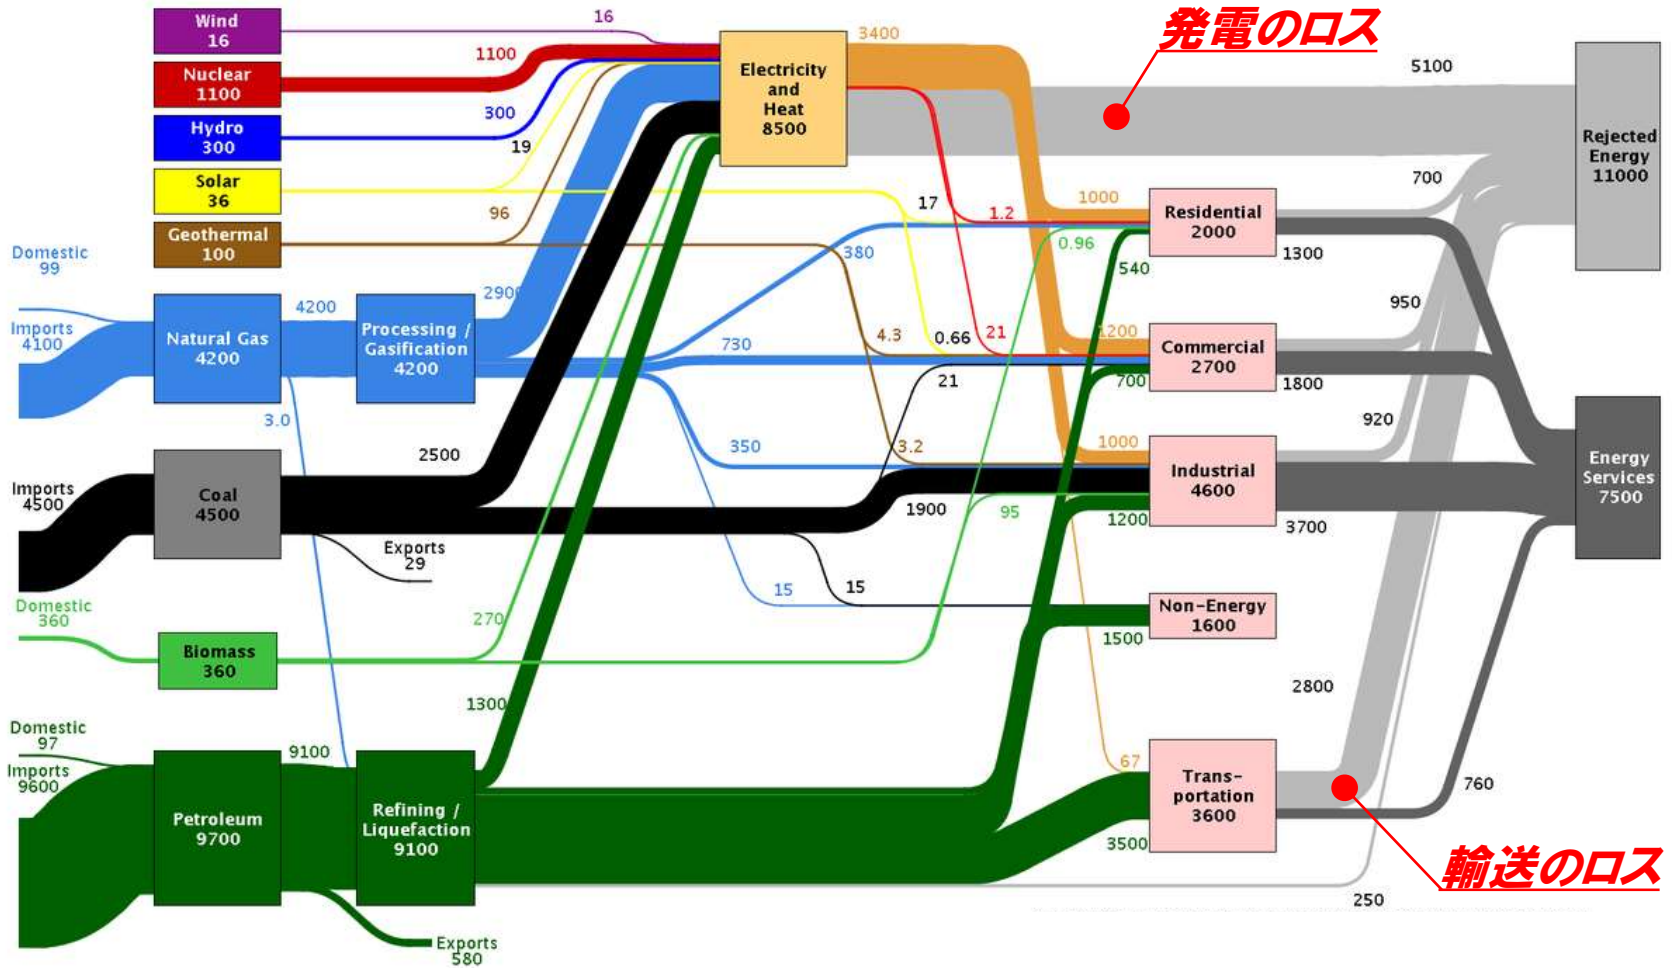 Wind
16
Nuclear
1100
Hydro
300
Solar
36
Geothermal
100
16
1100
300
19
96
Electricity
and
Heat
8500
3400
発電のロス
5100
Rejected
Energy
11000
700
17
1000
1.2
0.96
380
540
Residential
2000
1300
Domestic
99
Imports
4100
Natural Gas
4200
4200
Processing /
Gasification
4200
2900
3.0
730
4.3
0.66
21
21
1200
700
Commercial
2700
950
1800
920
350
3.2
1000
Industrial
4600
3700
1200
95
1900
Energy
Services
7500
Imports
4500
Coal
4500
2500
Exports
29
15
15
Non-Energy
1600
1500
Domestic
360
Biomass
360
270
1300
2800
Domestic
97
Imports
9600
Petroleum
9700
9100
Refining /
Liquefaction
9100
67
Trans-
portation
3600
3500
760
輸送のロス
250
Exports
580